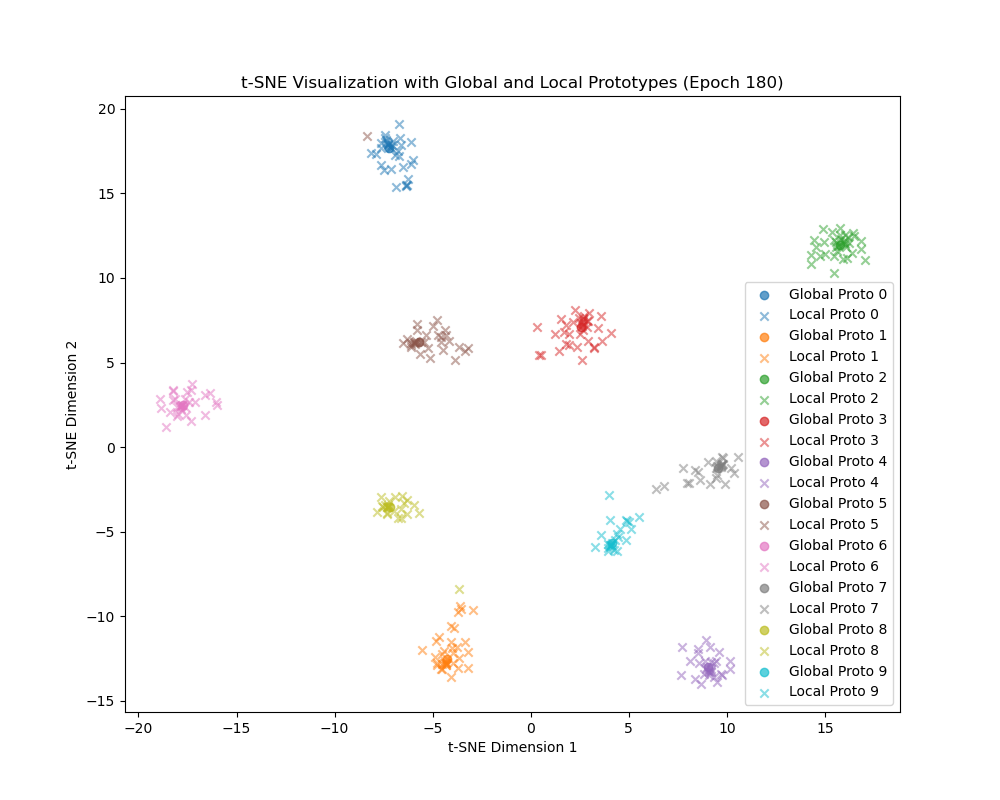 t-SNE Visualization with Global and Local Prototypes (Epoch 180)
t-SNE Dimension 2
20
15
10
5
0
−5
−10
−15
Global Proto 0
Local Proto 0
Global Proto 1
Local Proto 1
Global Proto 2
Local Proto 2
Global Proto 3
Local Proto 3
Global Proto 4
Local Proto 4
Global Proto 5
Local Proto 5
Global Proto 6
Local Proto 6
Global Proto 7
Local Proto 7
Global Proto 8
Local Proto 8
Global Proto 9
Local Proto 9
−20 −15 −10 −5 0 5 10 15
t-SNE Dimension 1